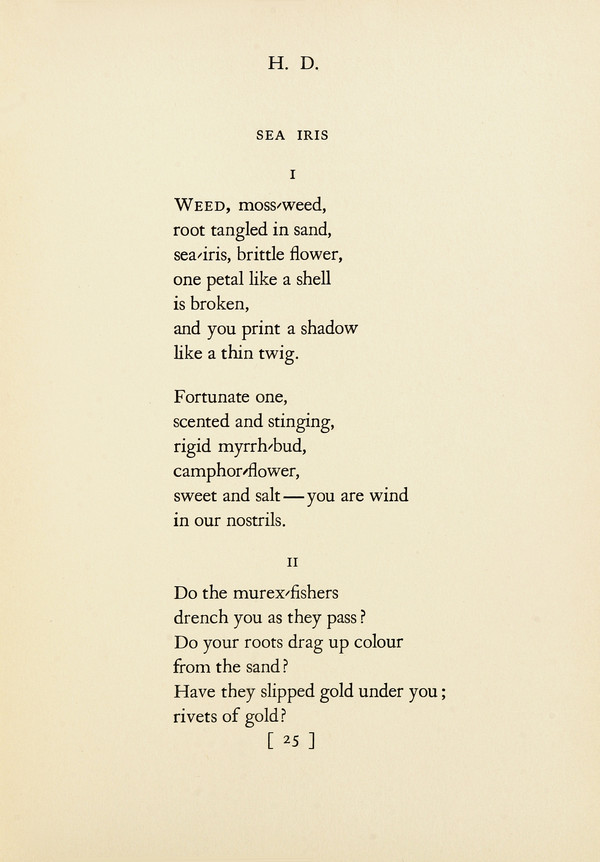 H. D.
SEA IRIS
I
WEED, moss-weed,
root tangled in sand,
sea-iris, brittle flower,
one petal like a shell
is broken,
and you print a shadow
like a thin twig.
Fortunate one,
scented and stinging,
rigid myrrh-bud,
camphor-flower,
sweet and salt—you are wind
in our nostrils.
II
Do the murex-fishers
drench you as they pass?
Do your roots drag up colour
from the sand?
Have they slipped gold under you;
rivets of gold?
[ 25 ]